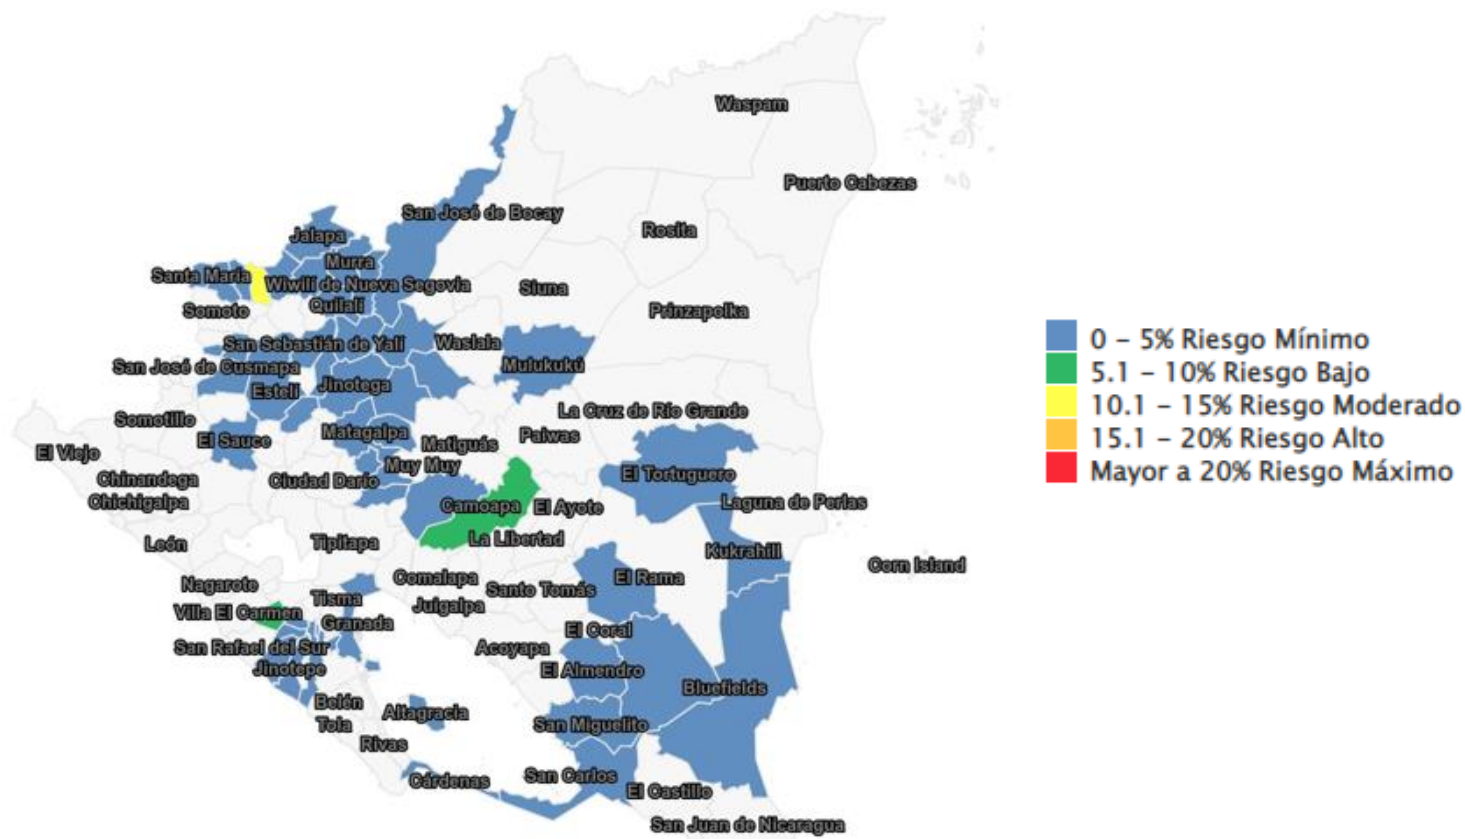 Waspam
Puerto Cabezas
San José de Bocay
Rosita
Jalapa
Murra
Santa María
Wiwilí de Nueva Segovia
Siuna
Quilalí
Somoto
Prinzapolka
San Sebastián de Yalí
Waslala
San José de Cusmapa
Mulukukú
Estelí
Jinotega
La Cruz de Río Grande
Somotillo
Matagalpa
Paiwas
El Sauce
Matiguás
El Viejo
Muy Muy
El Tortuguero
Chinandega
Ciudad Darío
Chichigalpa
Camoapa
El Ayote
Laguna de Perlas
León
Tipitapa
La Libertad
Kukrahill
Corn Island
Nagarote
Comalapa
Santo Tomás
El Rama
Tisma
Juigalpa
Villa El Carmen
Granada
El Coral
San Rafael del Sur
Acoyapa
Jinotepe
El Almendro
Bluefields
Belén
Altagracia
Tola
San Miguelito
Rivas
Cárdenas
San Carlos
El Castillo
San Juan de Nicaragua
0 – 5% Riesgo Mínimo
5.1 – 10% Riesgo Bajo
10.1 – 15% Riesgo Moderado
15.1 – 20% Riesgo Alto
Mayor a 20% Riesgo Máximo